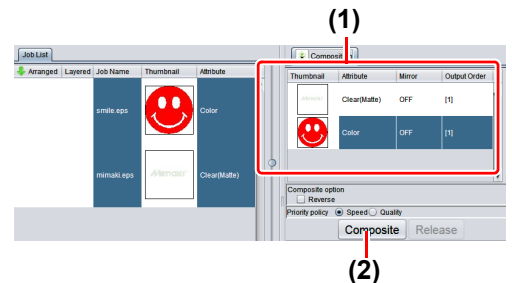 (1)
Job List
Arranged Layered Job Name Thumbnail Attribute
smile.eps Color
mimaki.eps Mimaki Clear(Matte)
Thumbnail Attribute Mirror Output Order
Mimaki Clear(Matte) OFF [1]
Color OFF [1]
Composite option
Reverse
Priority policy Speed Quality
Composite Release
(2)